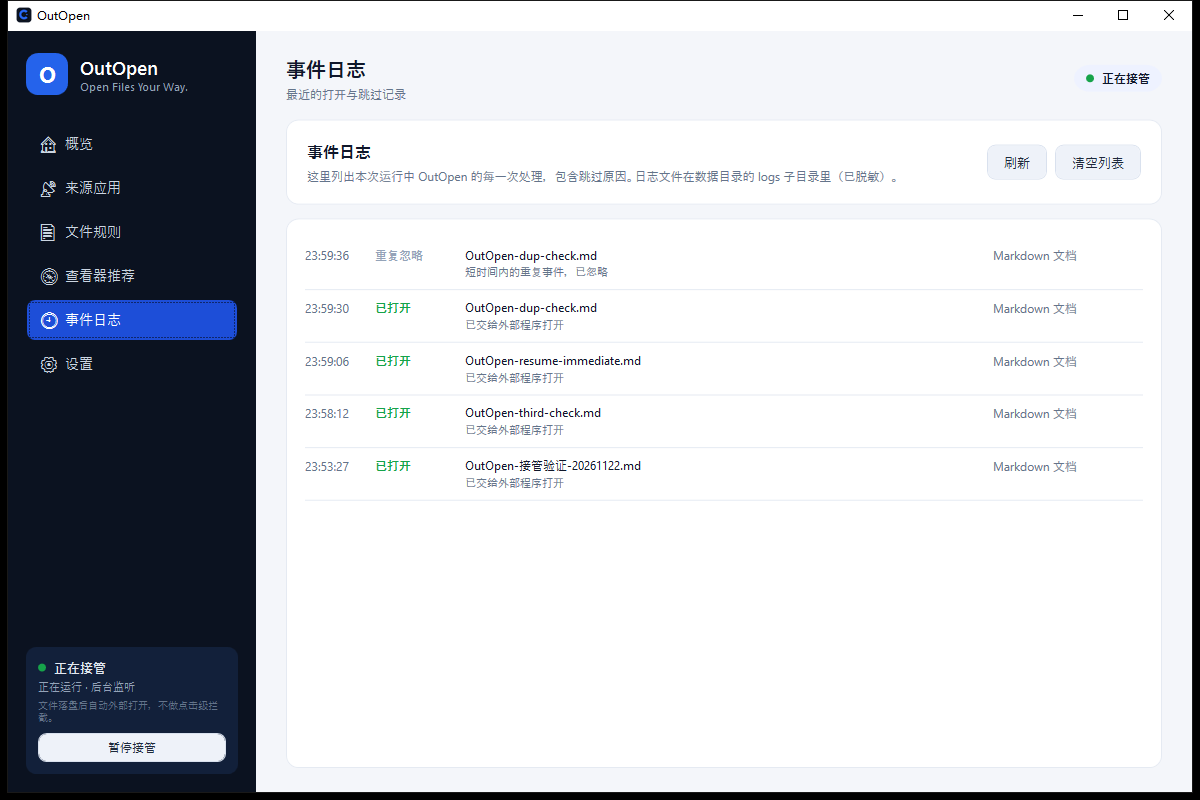 OutOpen
O
OutOpen
Open Files Your Way.
概览
来源应用
文件规则
查看器推荐
事件日志
设置
正在接管
正在运行 · 后台监听
文件落盘后自动外部打开，不做点击级拦
截。
暂停接管
事件日志
最近的打开与跳过记录
正在接管
事件日志
这里列出本次运行中 OutOpen 的每一次处理，包含跳过原因。日志文件在数据目录的 logs 子目录里（已脱敏）。
刷新
清空列表
23:59:36 重复忽略 OutOpen-dup-check.md Markdown 文档
短时间内的重复事件，已忽略
23:59:30 已打开 OutOpen-dup-check.md Markdown 文档
已交给外部程序打开
23:59:06 已打开 OutOpen-resume-immediate.md Markdown 文档
已交给外部程序打开
23:58:12 已打开 OutOpen-third-check.md Markdown 文档
已交给外部程序打开
23:53:27 已打开 OutOpen-接管验证-20261122.md Markdown 文档
已交给外部程序打开